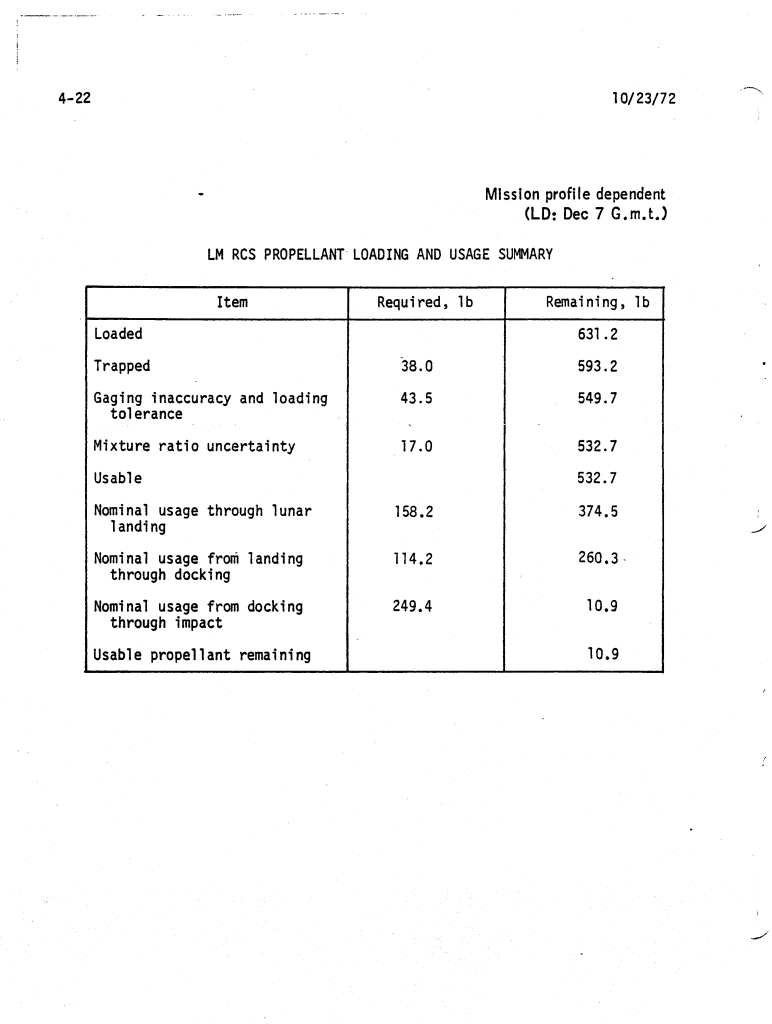 4-22 10/23/72
Mission profile dependent
(LD: Dec 7 G.m.t.)
LM RCS PROPELLANT LOADING AND USAGE SUMMARY
Item Required, lb Remaining, lb
Loaded 631.2
Trapped 38.0 593.2
Gaging inaccuracy and loading 43.5 549.7
tolerance
Mixture ratio uncertainty 17.0 532.7
Usable 532.7
Nominal usage through lunar 158.2 374.5
landing
Nominal usage from landing 114.2 260.3
through docking
Nominal usage from docking 249.4 10.9
through impact
Usable propellant remaining 10.9